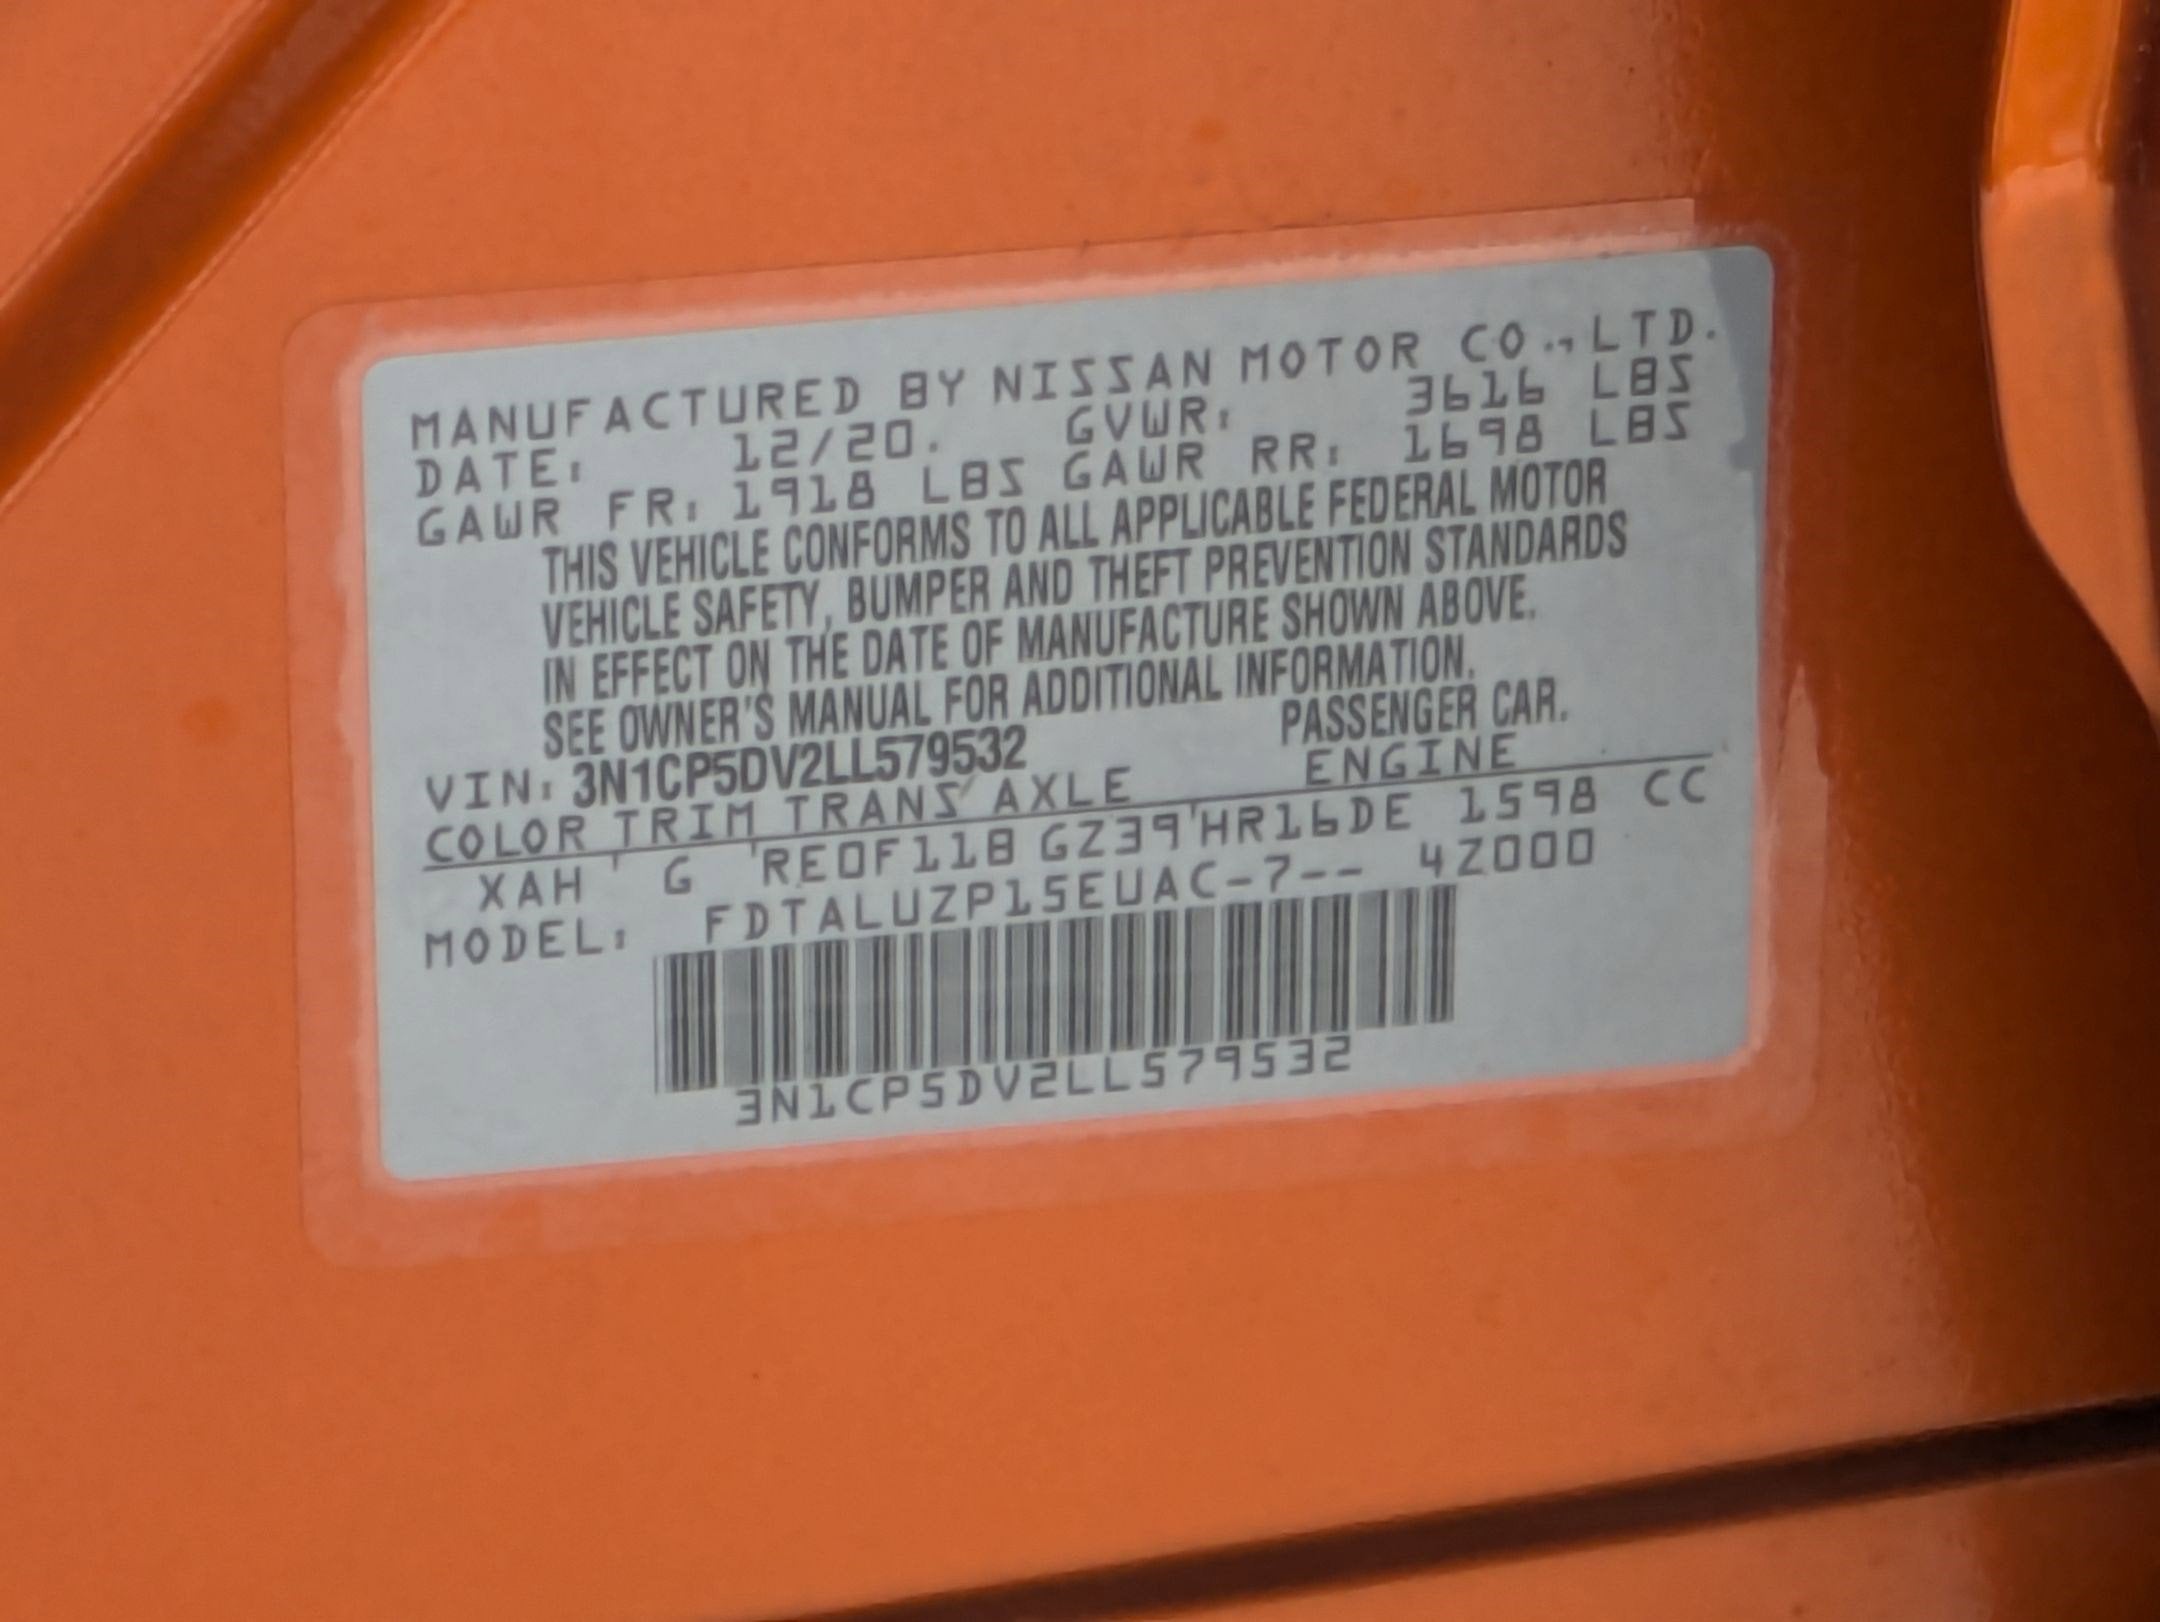 MANUFACTURED BY NISSAN MOTOR CO.,LTD.
DATE: 12/20. GVWR: 3616 LBS
GAWR FR: 1918 LBS GAWR RR: 1698 LBS
THIS VEHICLE CONFORMS TO ALL APPLICABLE FEDERAL MOTOR
VEHICLE SAFETY, BUMPER AND THEFT PREVENTION STANDARDS
IN EFFECT ON THE DATE OF MANUFACTURE SHOWN ABOVE.
SEE OWNER'S MANUAL FOR ADDITIONAL INFORMATION.
VIN: 3N1CP5DV2LL579532 PASSENGER CAR.
COLOR TRIM TRANS AXLE ENGINE
XAH G RE0F11B GZ39 HR16DE 1598 CC
MODEL: FDTALUZP15EUAC-7-- 4Z000
3N1CP5DV2LL579532